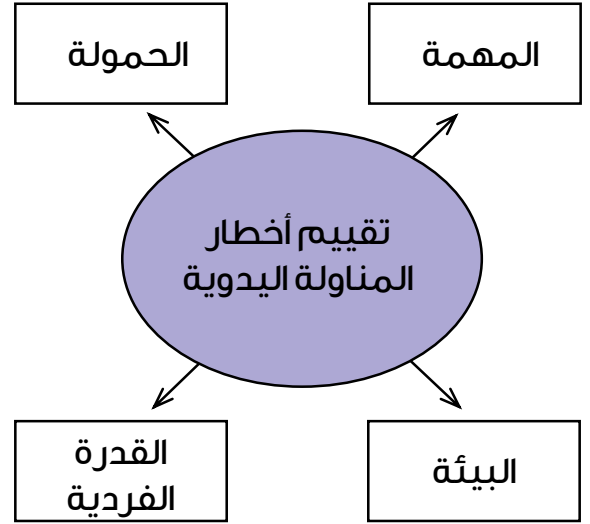 المهمة
الحمولة
تقييم أخطار
المناولة اليدوية
البيئة
القدرة
الفردية